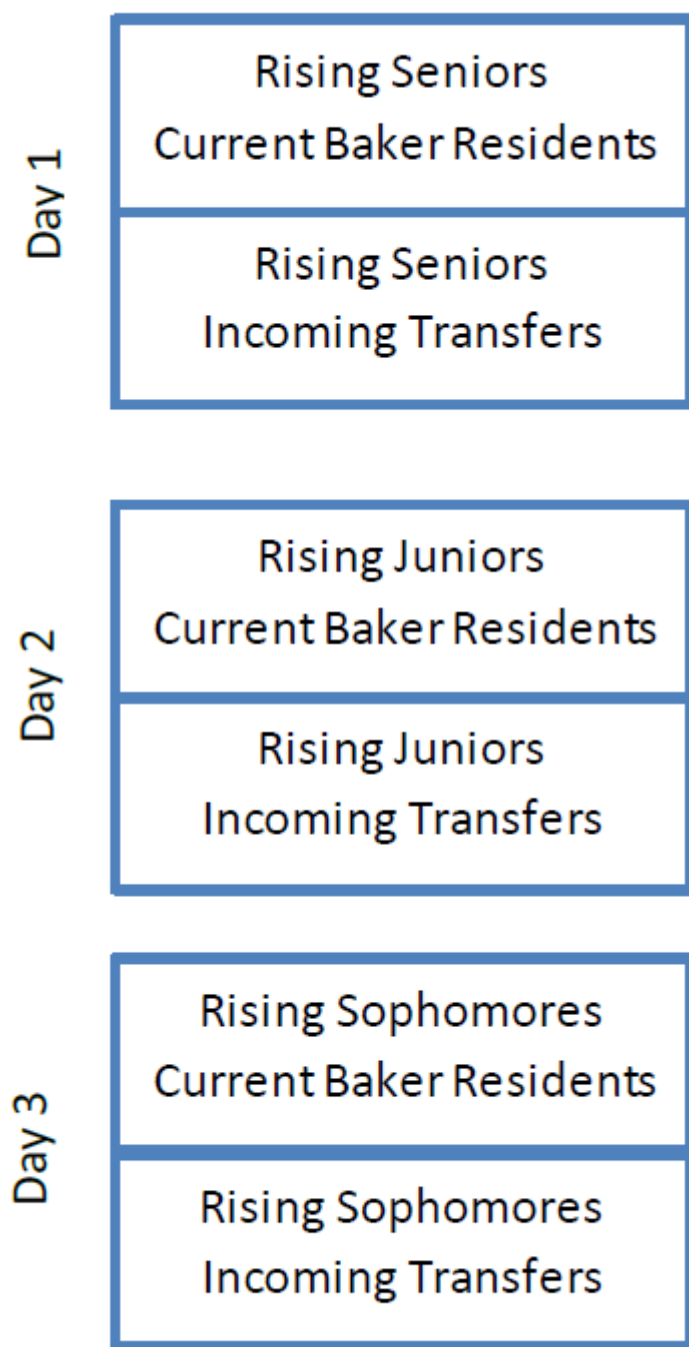 Day 1
Rising Seniors
Current Baker Residents
Rising Seniors
Incoming Transfers
Day 2
Rising Juniors
Current Baker Residents
Rising Juniors
Incoming Transfers
Day 3
Rising Sophomores
Current Baker Residents
Rising Sophomores
Incoming Transfers